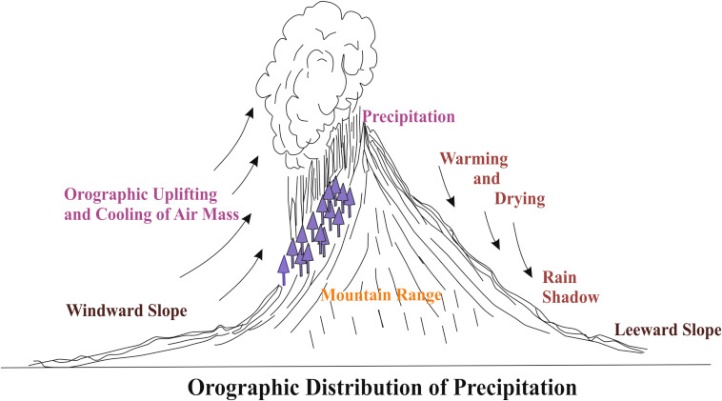 Precipitation
Warming
and
Drying
Orographic Uplifting
and Cooling of Air Mass
Rain
Shadow
Mountain Range
Windward Slope
Leeward Slope
Orographic Distribution of Precipitation